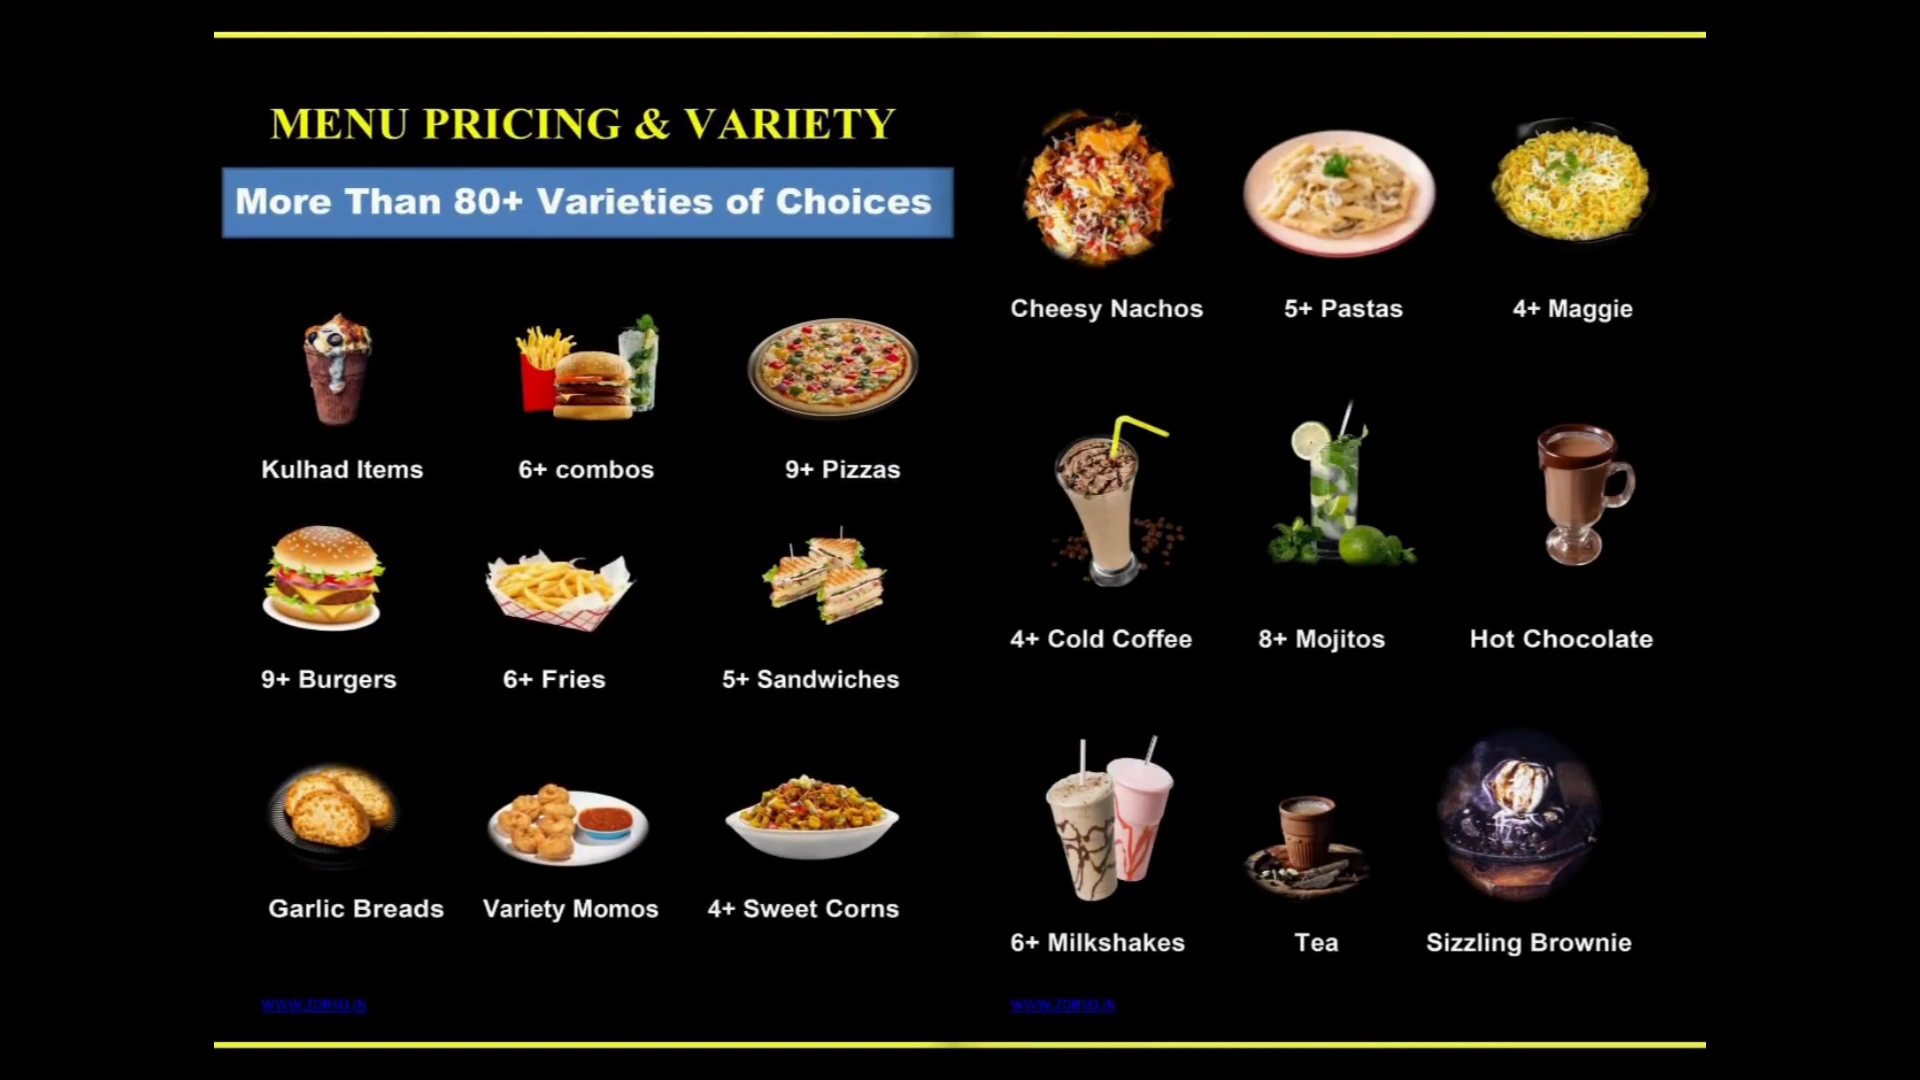 MENU PRICING & VARIETY
More Than 80+ Varieties of Choices
Kulhad Items
6+ combos
9+ Pizzas
9+ Burgers
6+ Fries
5+ Sandwiches
Garlic Breads
Variety Momos
4+ Sweet Corns
Cheesy Nachos
5+ Pastas
4+ Maggie
4+ Cold Coffee
8+ Mojitos
Hot Chocolate
6+ Milkshakes
Tea
Sizzling Brownie